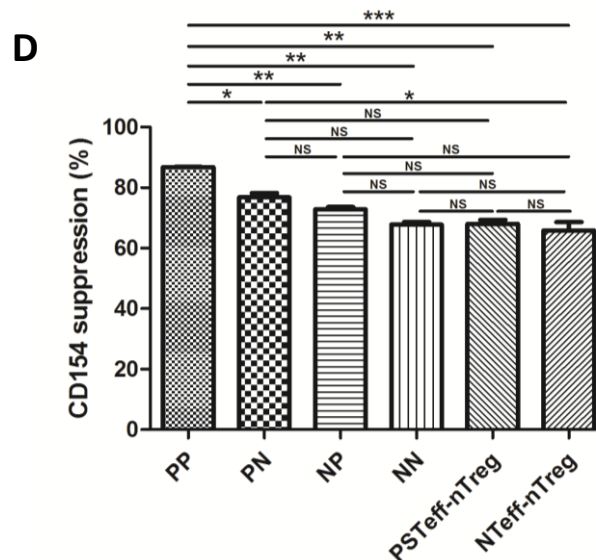 D
***
**
**
**
* *
NS
NS
NS NS
NS
NS NS
NS NS
CD154 suppression (%)
100
80
60
40
20
0
PP
PN
NP
NN
PSTeff-nTreg
NTeff-nTreg